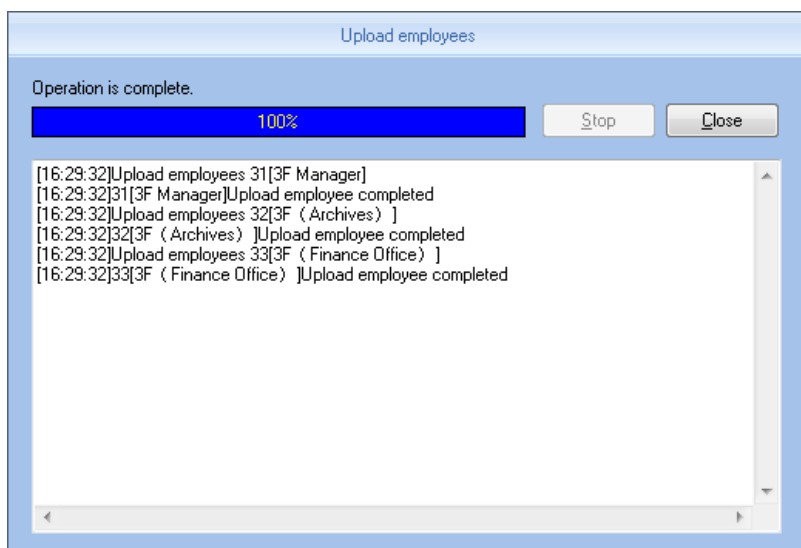 Upload employees
Operation is complete.
100%
Stop
Close
[16:29:32]Upload employees 31[3F Manager]
[16:29:32]31[3F Manager]Upload employee completed
[16:29:32]Upload employees 32[3F（Archives）]
[16:29:32]32[3F（Archives）]Upload employee completed
[16:29:32]Upload employees 33[3F（Finance Office）]
[16:29:32]33[3F（Finance Office）]Upload employee completed